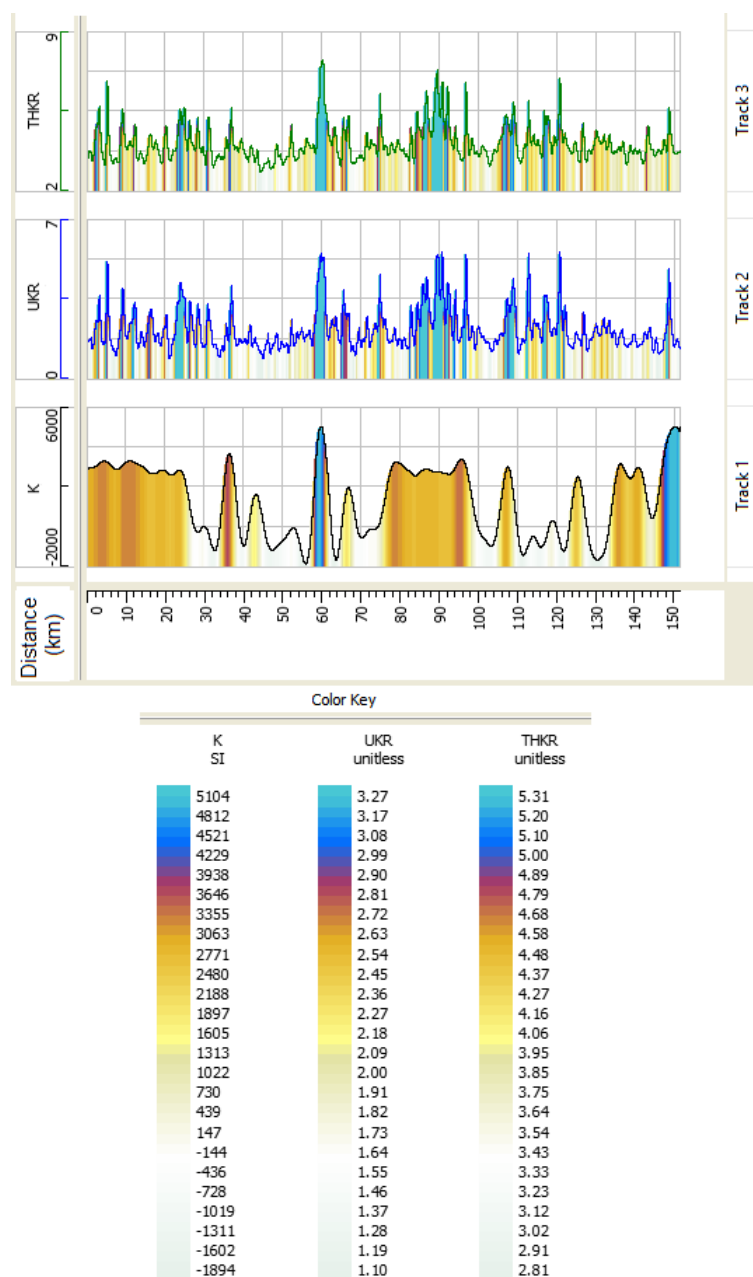 9
THKR
2
Track 3
7
UKR
0
Track 2
6000
K
-2000
Track 1
Distance
(km)
0 10 20 30 40 50 60 70 80 90 100 110 120 130 140 150
Color Key
K UKR THKR
SI unitless unitless
5104 3.27 5.31
4812 3.17 5.20
4521 3.08 5.10
4229 2.99 5.00
3938 2.90 4.89
3646 2.81 4.79
3355 2.72 4.68
3063 2.63 4.58
2771 2.54 4.48
2480 2.45 4.37
2188 2.36 4.27
1897 2.27 4.16
1605 2.18 4.06
1313 2.09 3.95
1022 2.00 3.85
730 1.91 3.75
439 1.82 3.64
147 1.73 3.54
-144 1.64 3.43
-436 1.55 3.33
-728 1.46 3.23
-1019 1.37 3.12
-1311 1.28 3.02
-1602 1.19 2.91
-1894 1.10 2.81